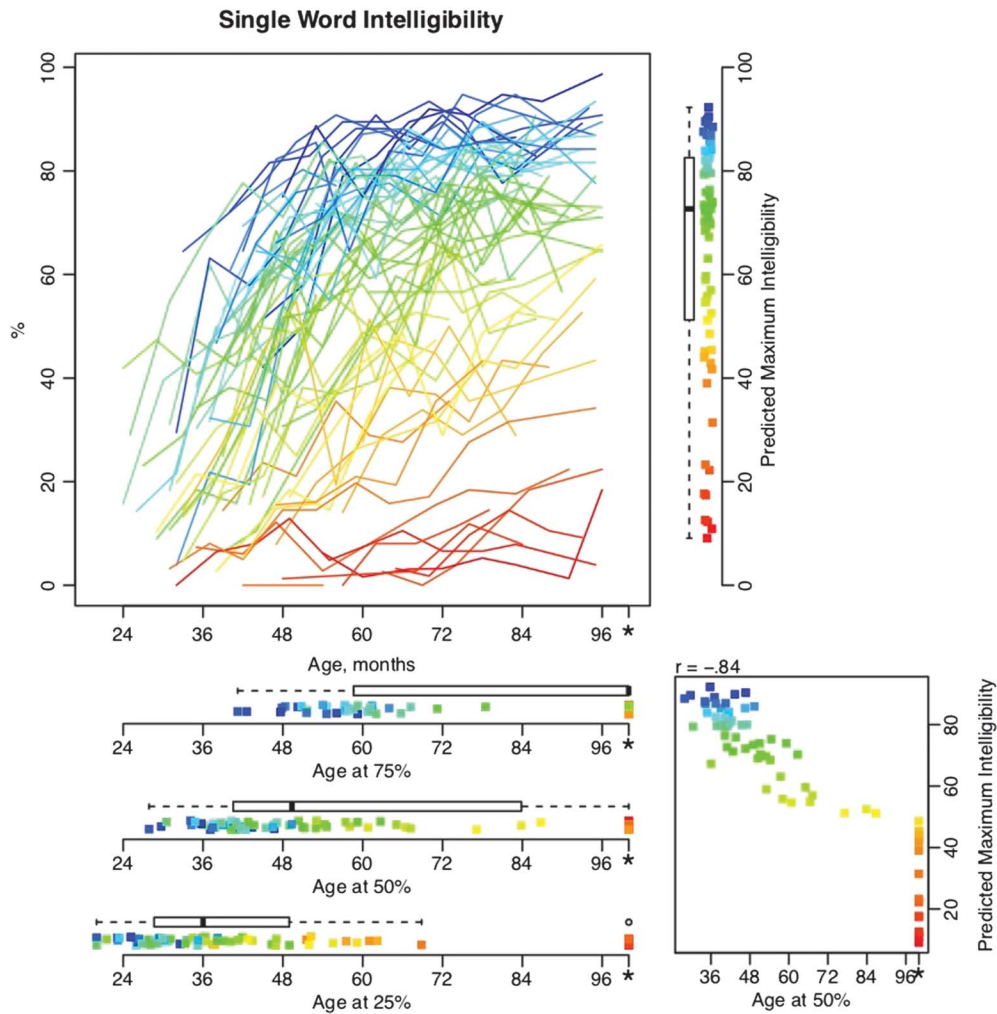 Single Word Intelligibility
100
80
60
40
20
0
%
24 36 48 60 72 84 96 *
Age, months
100
80
60
40
20
0
Predicted Maximum Intelligibility
24 36 48 60 72 84 96 *
Age at 75%
24 36 48 60 72 84 96 *
Age at 50%
24 36 48 60 72 84 96 *
Age at 25%
r = –.84
80
60
40
20
Predicted Maximum Intelligibility
36 48 60 72 84 96 *
Age at 50%